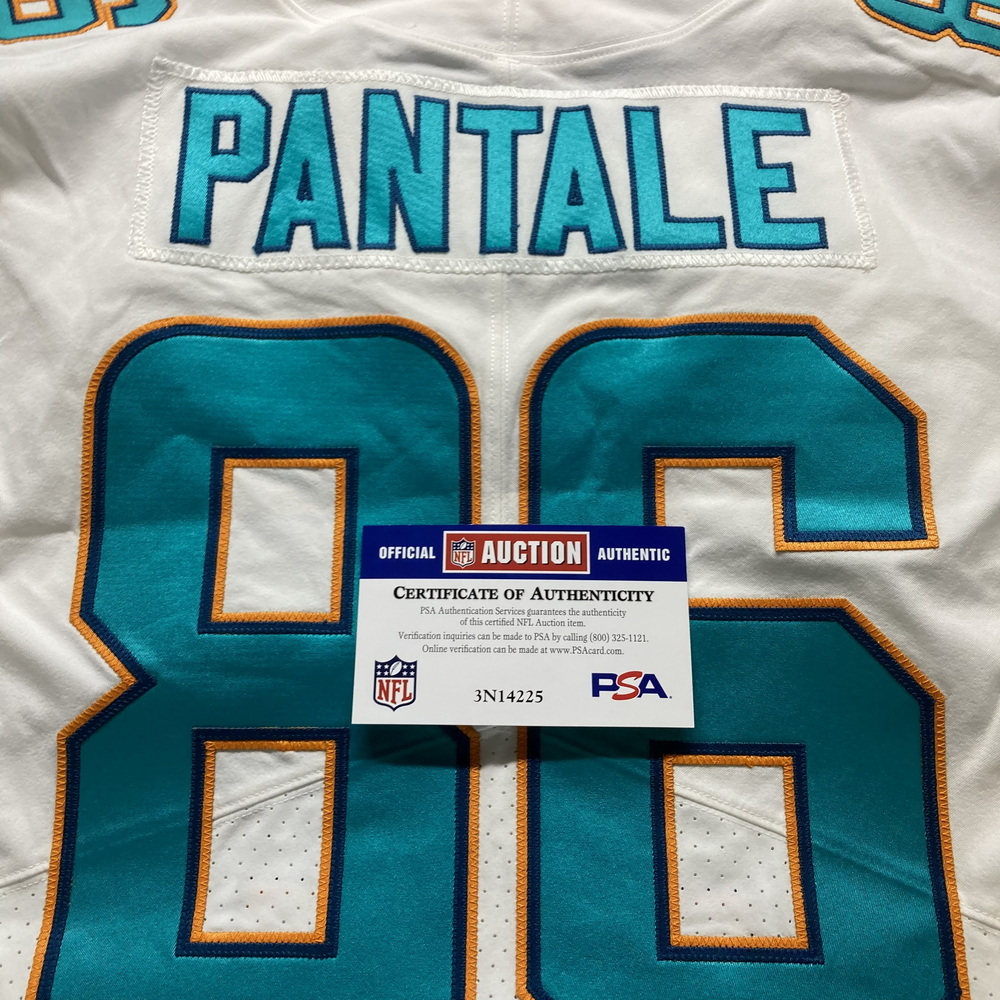 PANTALE
86
OFFICIAL NFL AUCTION AUTHENTIC
CERTIFICATE OF AUTHENTICITY
PSA Authentication Services guarantees the authenticity
of this certified NFL Auction item.
Verification inquiries can be made to PSA by calling (800) 325-1121.
Online verification can be made at www.PSAcard.com.
NFL
3N14225
PSA